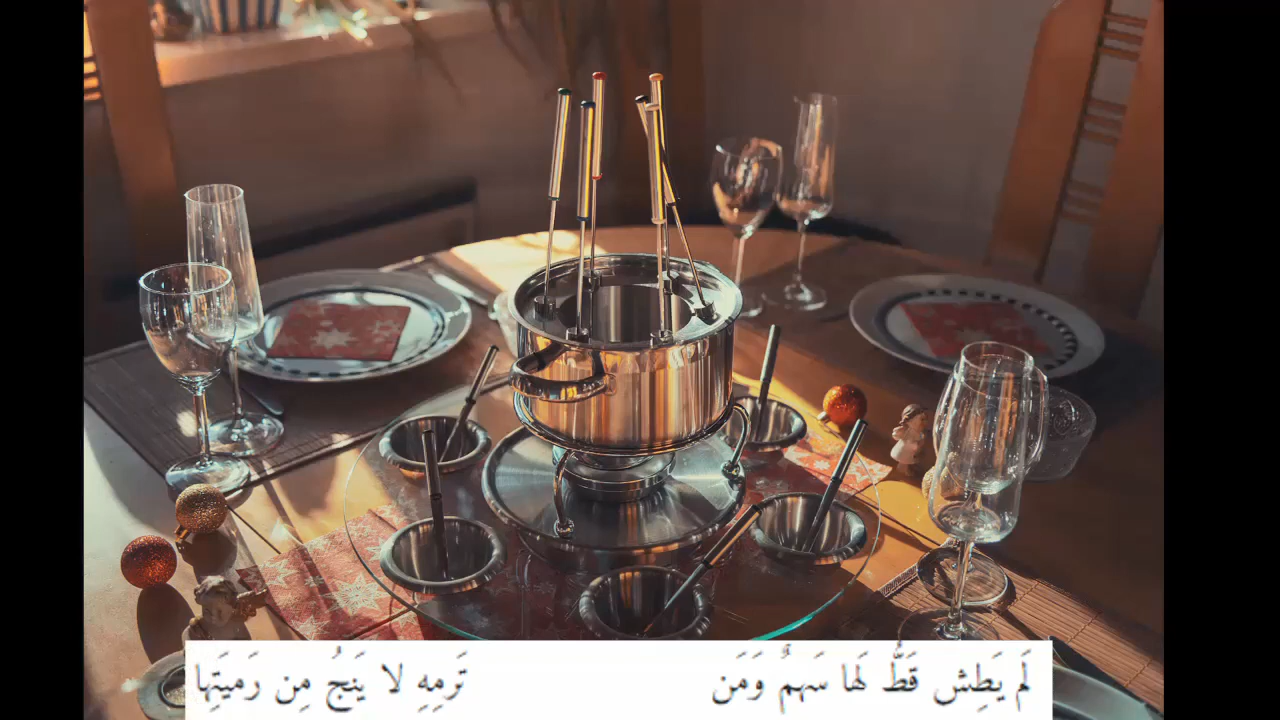 لَم يَطِش قَطُّ لَها سَهمٌ وَمَن تَرمِهِ لا يَنجُ مِن رَميَتِها